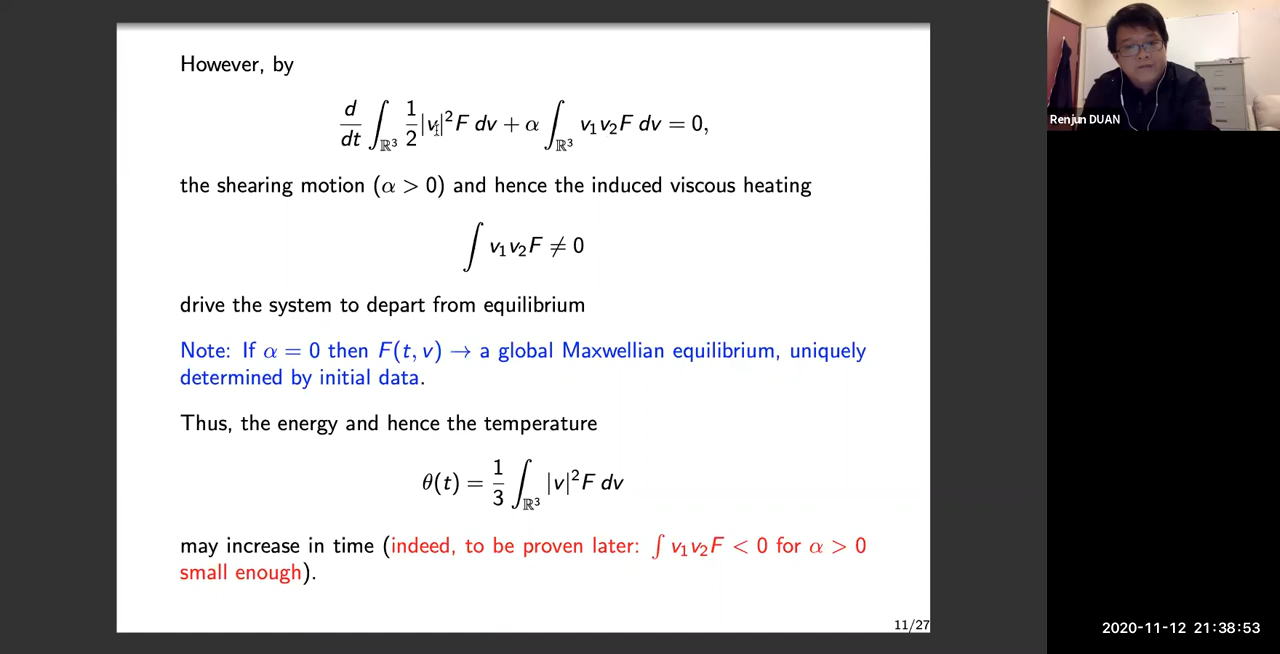 However, by
d/dt ∫_{ℝ³} 1/2 |v|² F dv + α ∫_{ℝ³} v₁v₂F dv = 0,
the shearing motion (α > 0) and hence the induced viscous heating
∫ v₁v₂F ≠ 0
drive the system to depart from equilibrium
Note: If α = 0 then F(t, v) → a global Maxwellian equilibrium, uniquely
determined by initial data.
Thus, the energy and hence the temperature
θ(t) = 1/3 ∫_{ℝ³} |v|² F dv
may increase in time (indeed, to be proven later: ∫ v₁v₂F < 0 for α > 0
small enough).
11/27
Renjun DUAN
2020-11-12 21:38:53